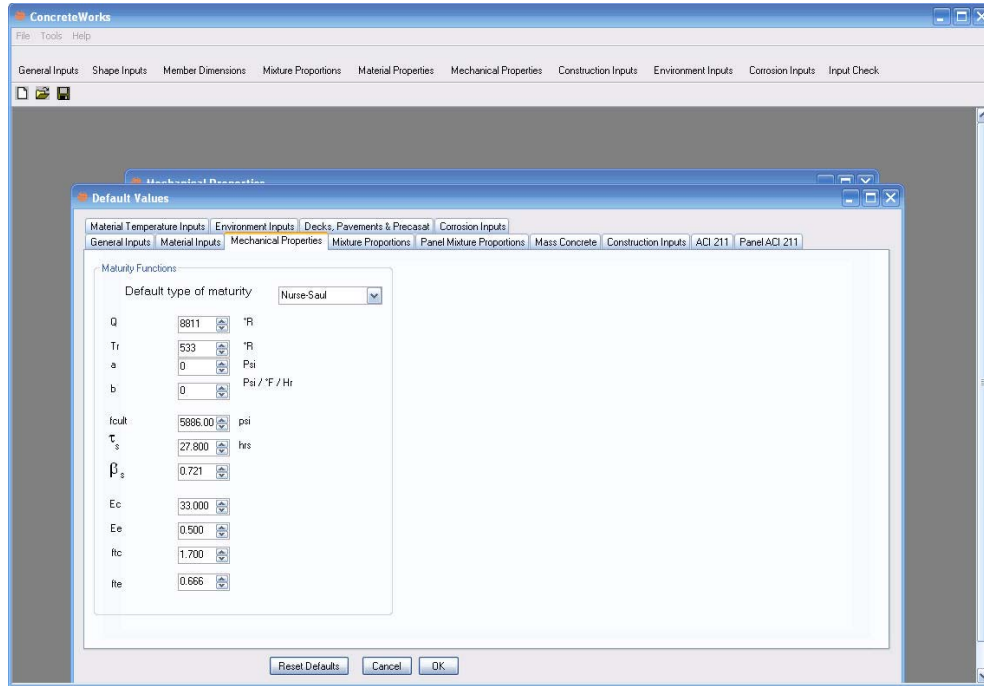 ConcreteWorks
File Tools Help
General Inputs Shape Inputs Member Dimensions Mixture Proportions Material Properties Mechanical Properties Construction Inputs Environment Inputs Corrosion Inputs Input Check
Mechanical Properties
Default Values
Material Temperature Inputs Environment Inputs Decks, Pavements & Precasat Corrosion Inputs
General Inputs Material Inputs Mechanical Properties Mixture Proportions Panel Mixture Proportions Mass Concrete Construction Inputs ACI 211 Panel ACI 211
Maturity Functions
Default type of maturity Nurse-Saul
Q 8811 °R
Tr 533 °R
a 0 Psi
b 0 Psi / °F / Hr
fcult 5886.00 psi
τs 27.800 hrs
βs 0.721
Ec 33.000
Ee 0.500
ftc 1.700
fte 0.666
Reset Defaults Cancel OK